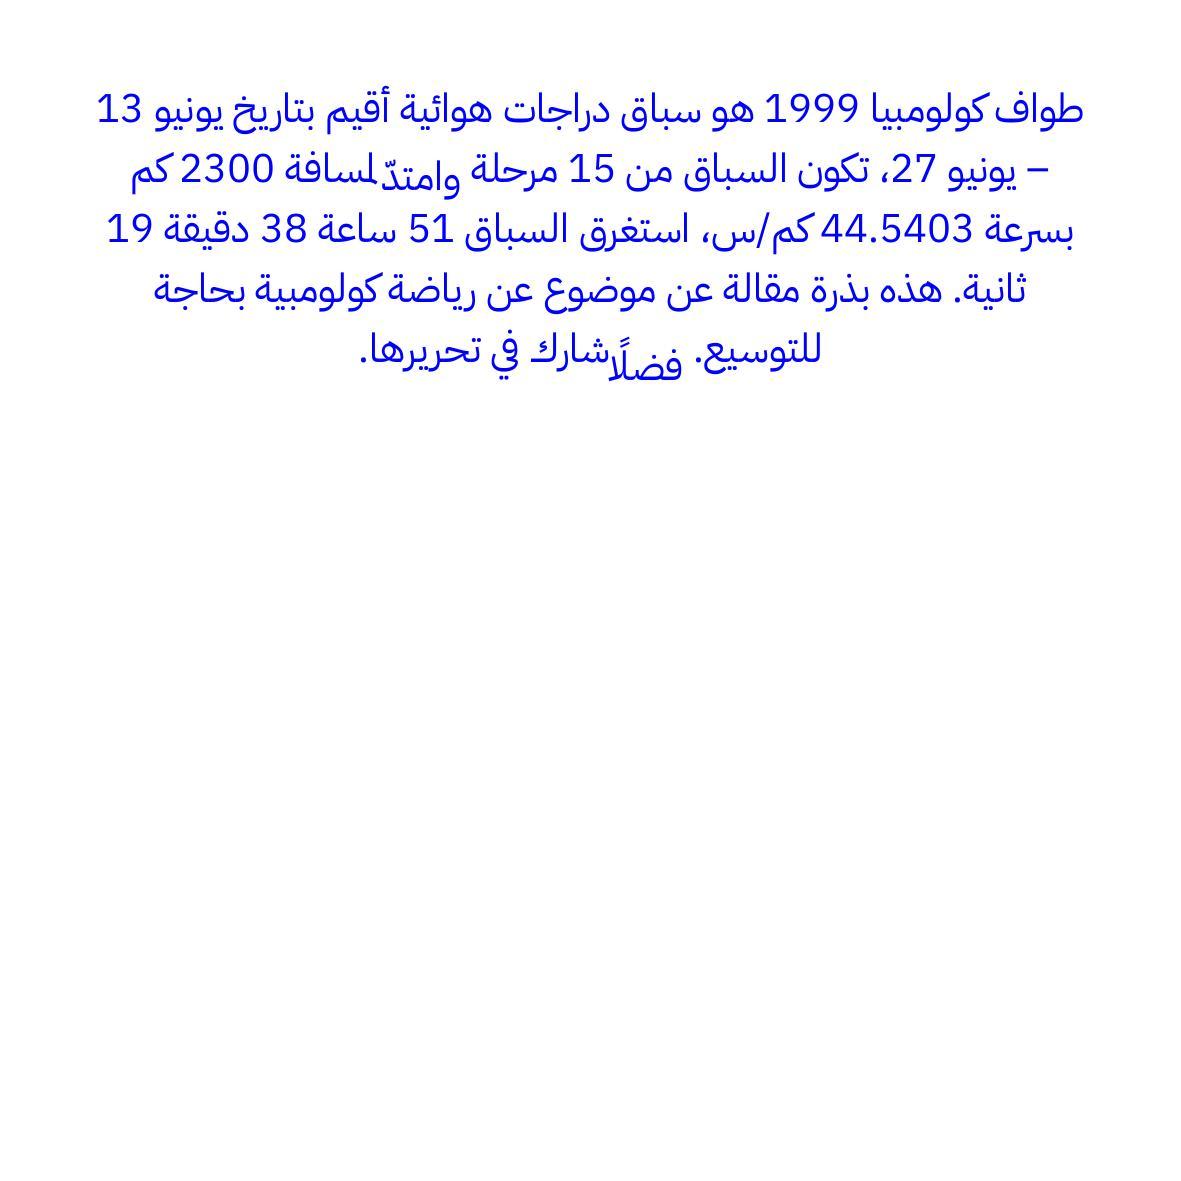 طواف كولومبيا 1999 هو سباق دراجات هوائية أقيم بتاريخ يونيو 13
– يونيو 27، تكون السباق من 15 مرحلة وامتدّ لمسافة 2300 كم
بسرعة 44.5403 كم/س، استغرق السباق 51 ساعة 38 دقيقة 19
ثانية. هذه بذرة مقالة عن موضوع عن رياضة كولومبية بحاجة
للتوسيع. فضلًا شارك في تحريرها.